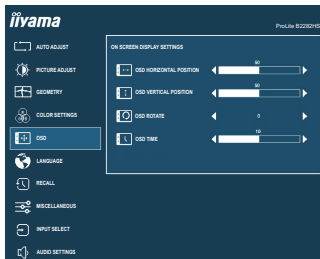 iiyama
ProLite B2282HS
AUTO ADJUST
ON SCREEN DISPLAY SETTINGS
PICTURE ADJUST
OSD HORIZONTAL POSITION
50
GEOMETRY
OSD VERTICAL POSITION
50
COLOR SETTINGS
OSD ROTATE
0
OSD
OSD TIME
10
LANGUAGE
RECALL
MISCELLANEOUS
INPUT SELECT
AUDIO SETTINGS